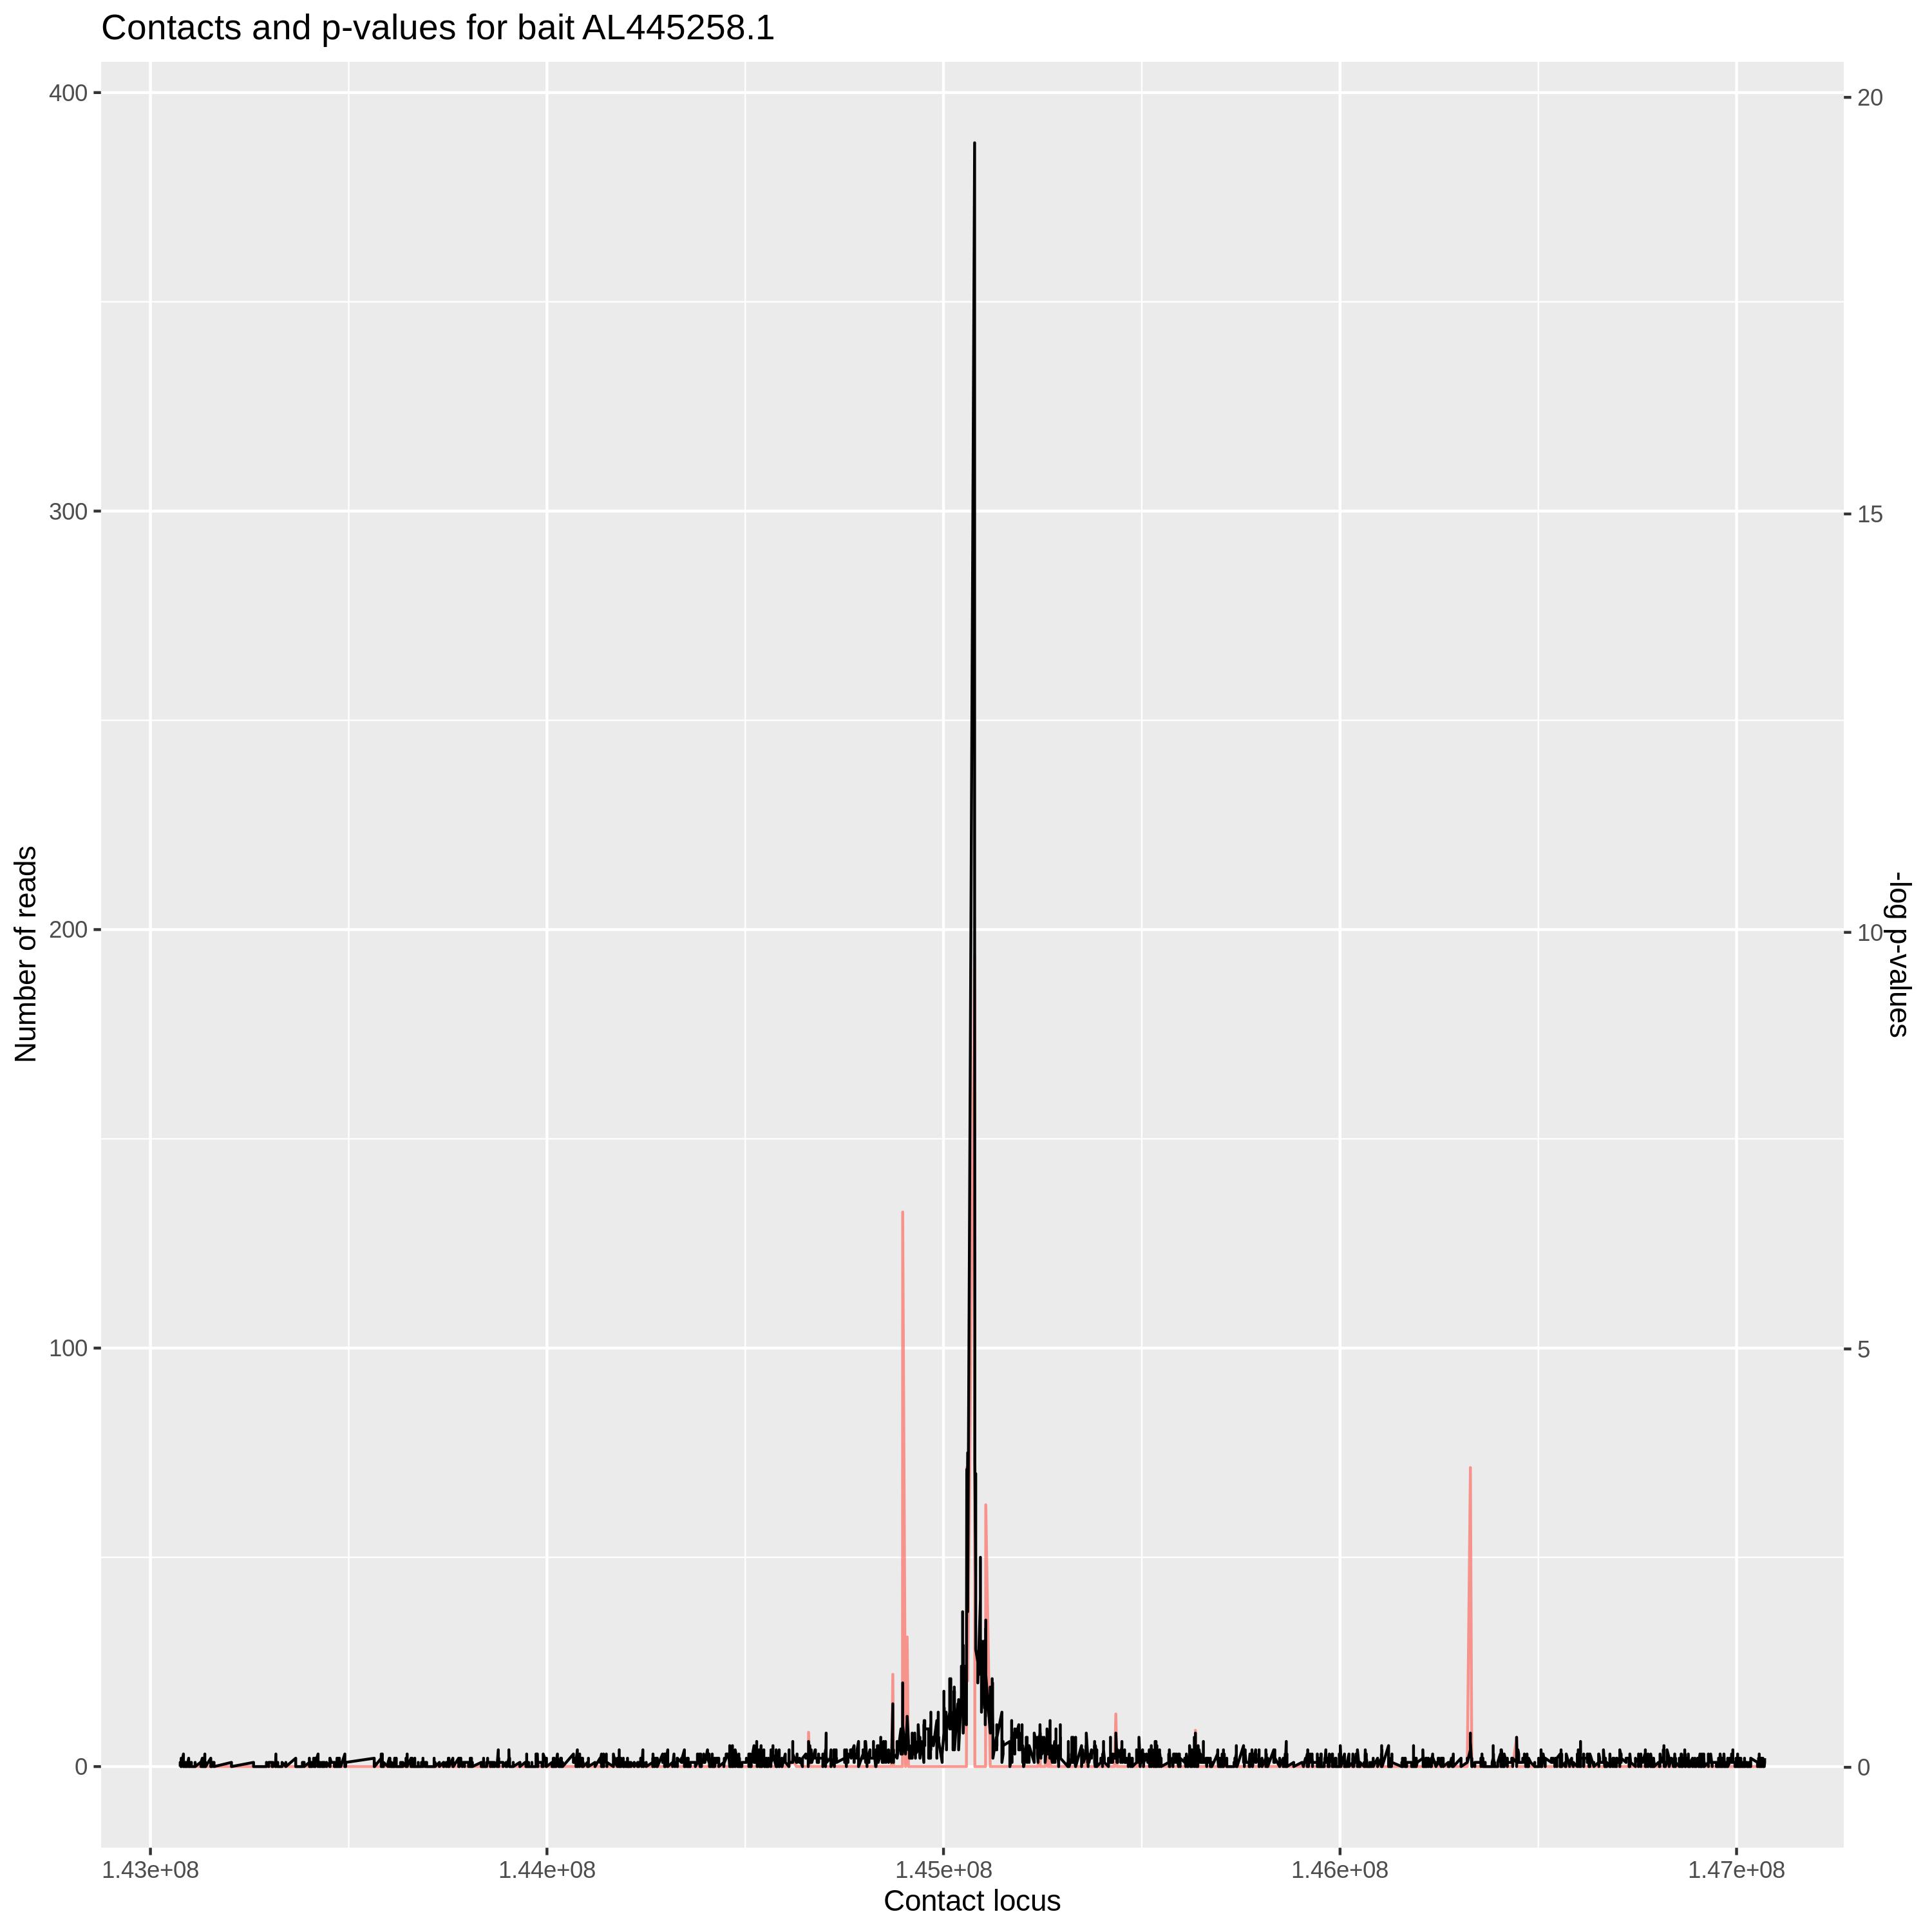 Contacts and p-values for bait AL445258.1
400
300
200
100
0
Number of reads
20
15
10
5
0
-log p-values
1.43e+08 1.44e+08 1.45e+08 1.46e+08 1.47e+08
Contact locus